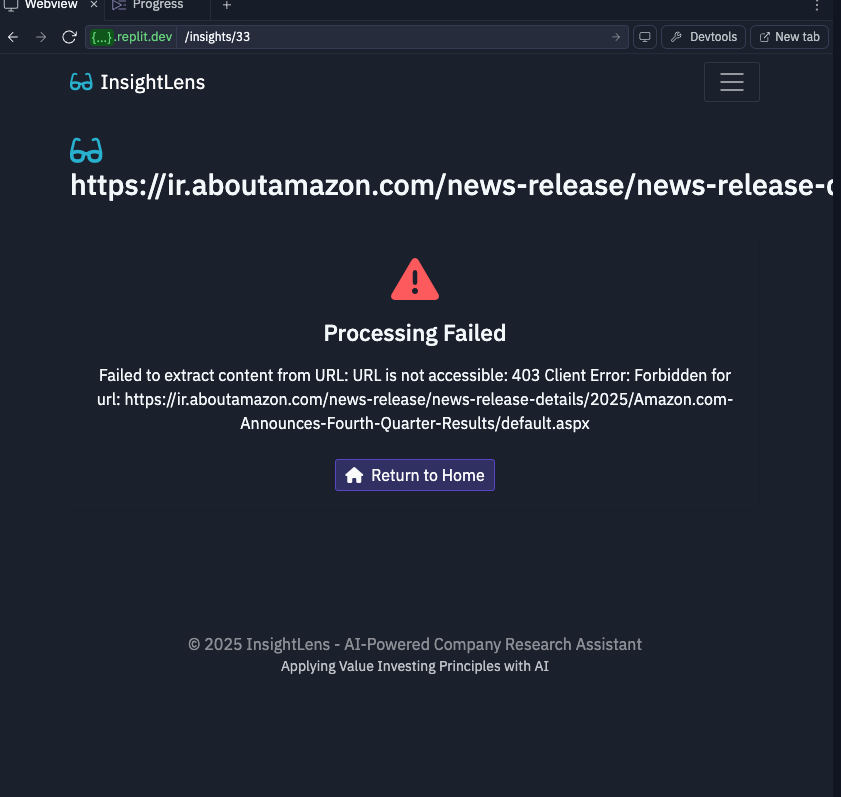 Webview × Progress +
{...}.replit.dev /insights/33 Devtools New tab
InsightLens
https://ir.aboutamazon.com/news-release/news-release-
Processing Failed
Failed to extract content from URL: URL is not accessible: 403 Client Error: Forbidden for
url: https://ir.aboutamazon.com/news-release/news-release-details/2025/Amazon.com-
Announces-Fourth-Quarter-Results/default.aspx
Return to Home
© 2025 InsightLens - AI-Powered Company Research Assistant
Applying Value Investing Principles with AI